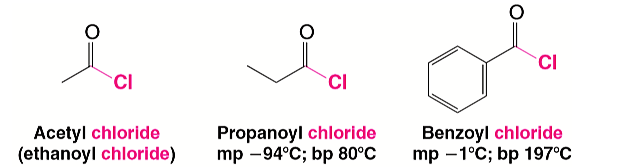 O
Cl
Acetyl chloride
(ethanoyl chloride)
O
Cl
Propanoyl chloride
mp −94°C; bp 80°C
O
Cl
Benzoyl chloride
mp −1°C; bp 197°C